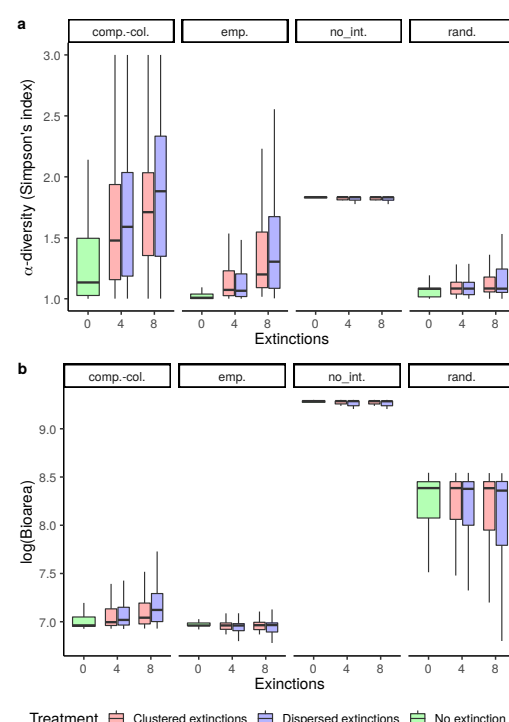 a
comp.-col. emp. no_int. rand.
α-diversity (Simpson's index)
3.0
2.5
2.0
1.5
1.0
0 4 8 0 4 8 0 4 8 0 4 8
Extinctions
b
comp.-col. emp. no_int. rand.
log(Bioarea)
9.0
8.5
8.0
7.5
7.0
0 4 8 0 4 8 0 4 8 0 4 8
Extinctions
Treatment Clustered extinctions Dispersed extinctions No extinction